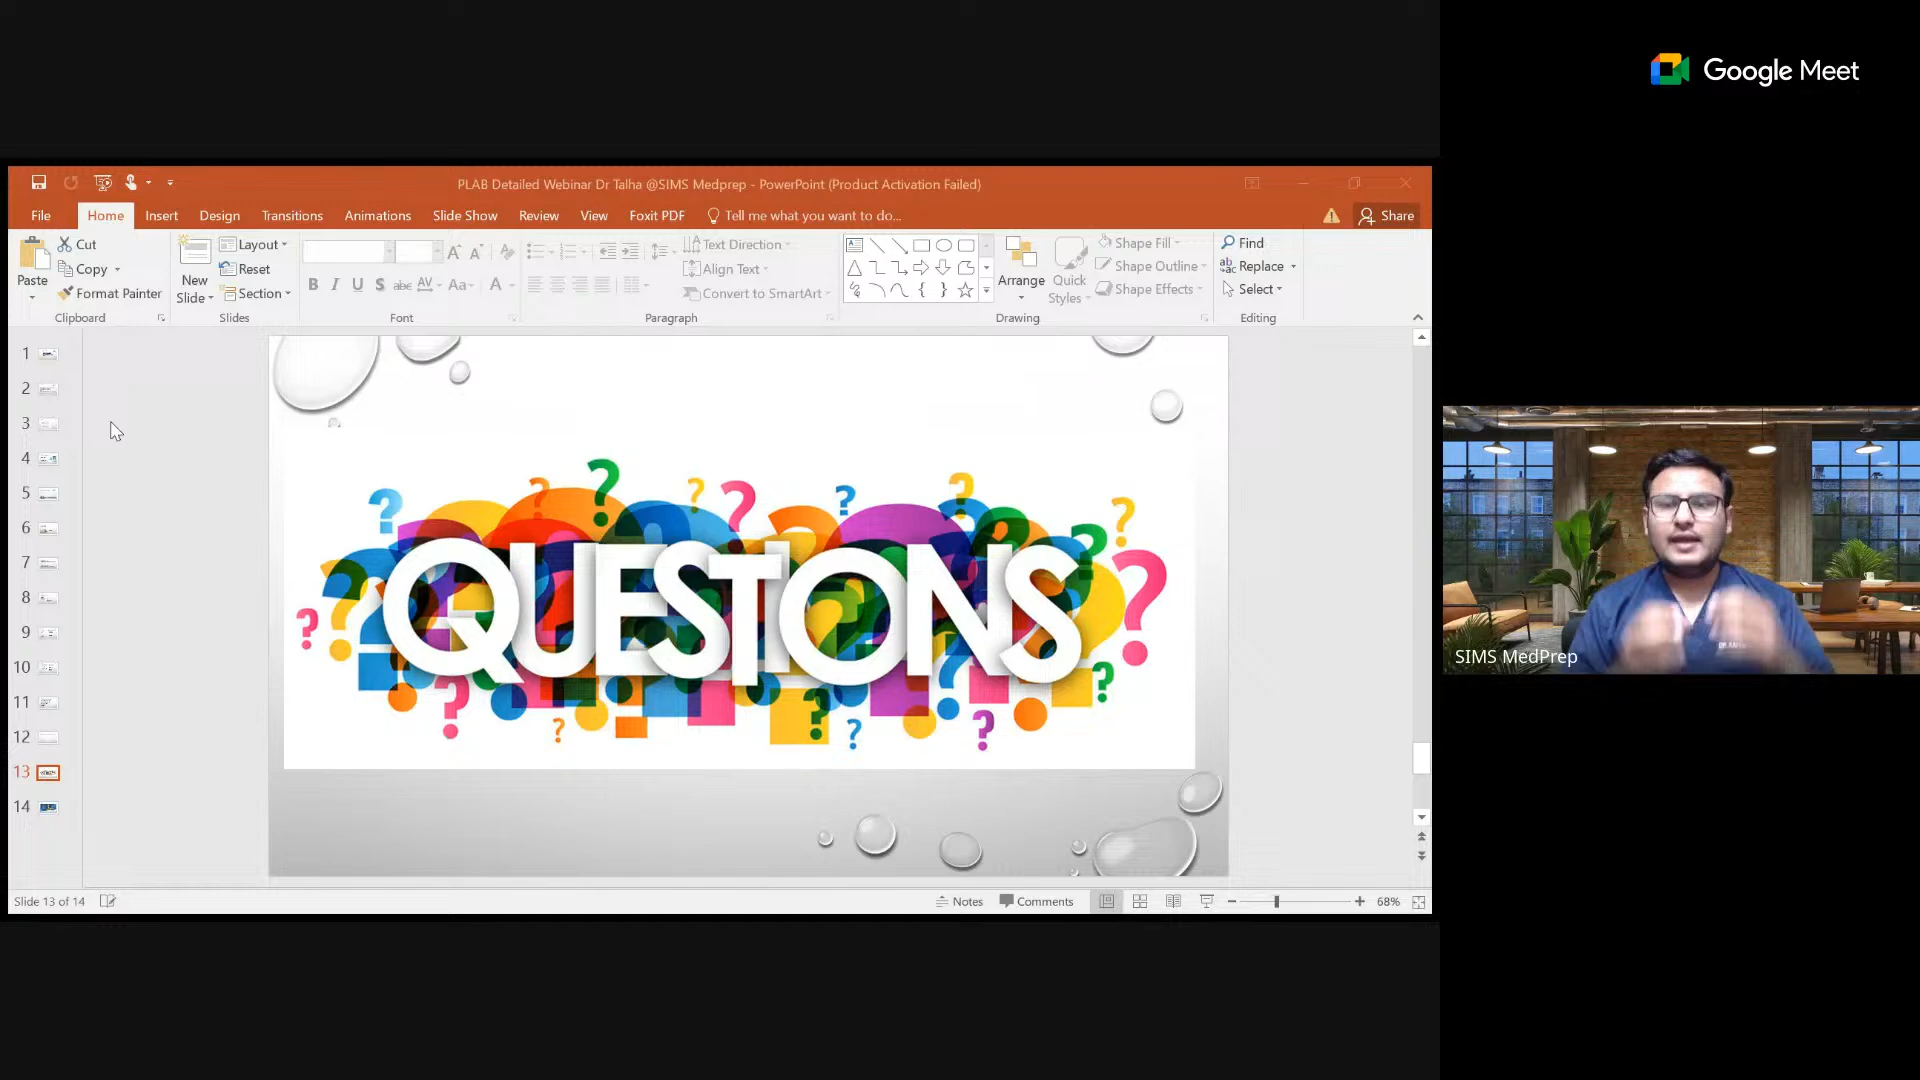 Google Meet
PLAB Detailed Webinar Dr Talha @SIMS Medprep - PowerPoint (Product Activation Failed)
File Home Insert Design Transitions Animations Slide Show Review View Foxit PDF Tell me what you want to do... Share
Cut
Copy
Format Painter
Paste
Clipboard
New Slide
Layout
Reset
Section
Slides
B I U S abc AV Aa A
Font
Text Direction
Align Text
Convert to SmartArt
Paragraph
Arrange
Quick Styles
Shape Fill
Shape Outline
Shape Effects
Drawing
Find
Replace
Select
Editing
1
2
3
4
5
6
7
8
9
10
11
12
13
14
QUESTONS
SIMS MedPrep
Slide 13 of 14
Notes Comments 68%